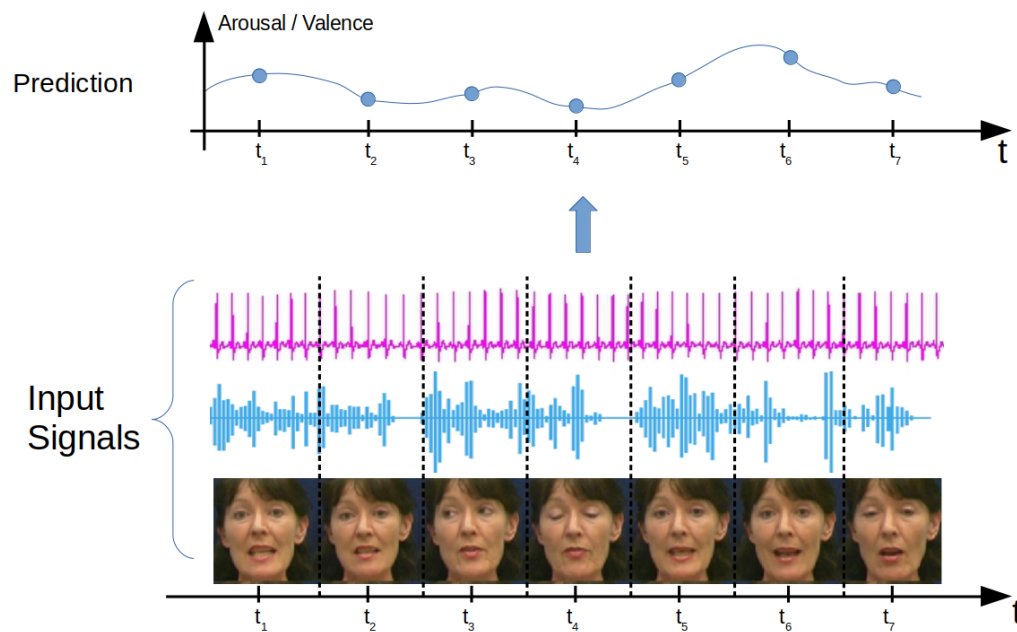 Arousal / Valence
Prediction
t1 t2 t3 t4 t5 t6 t7
t
Input
Signals
t1 t2 t3 t4 t5 t6 t7
t